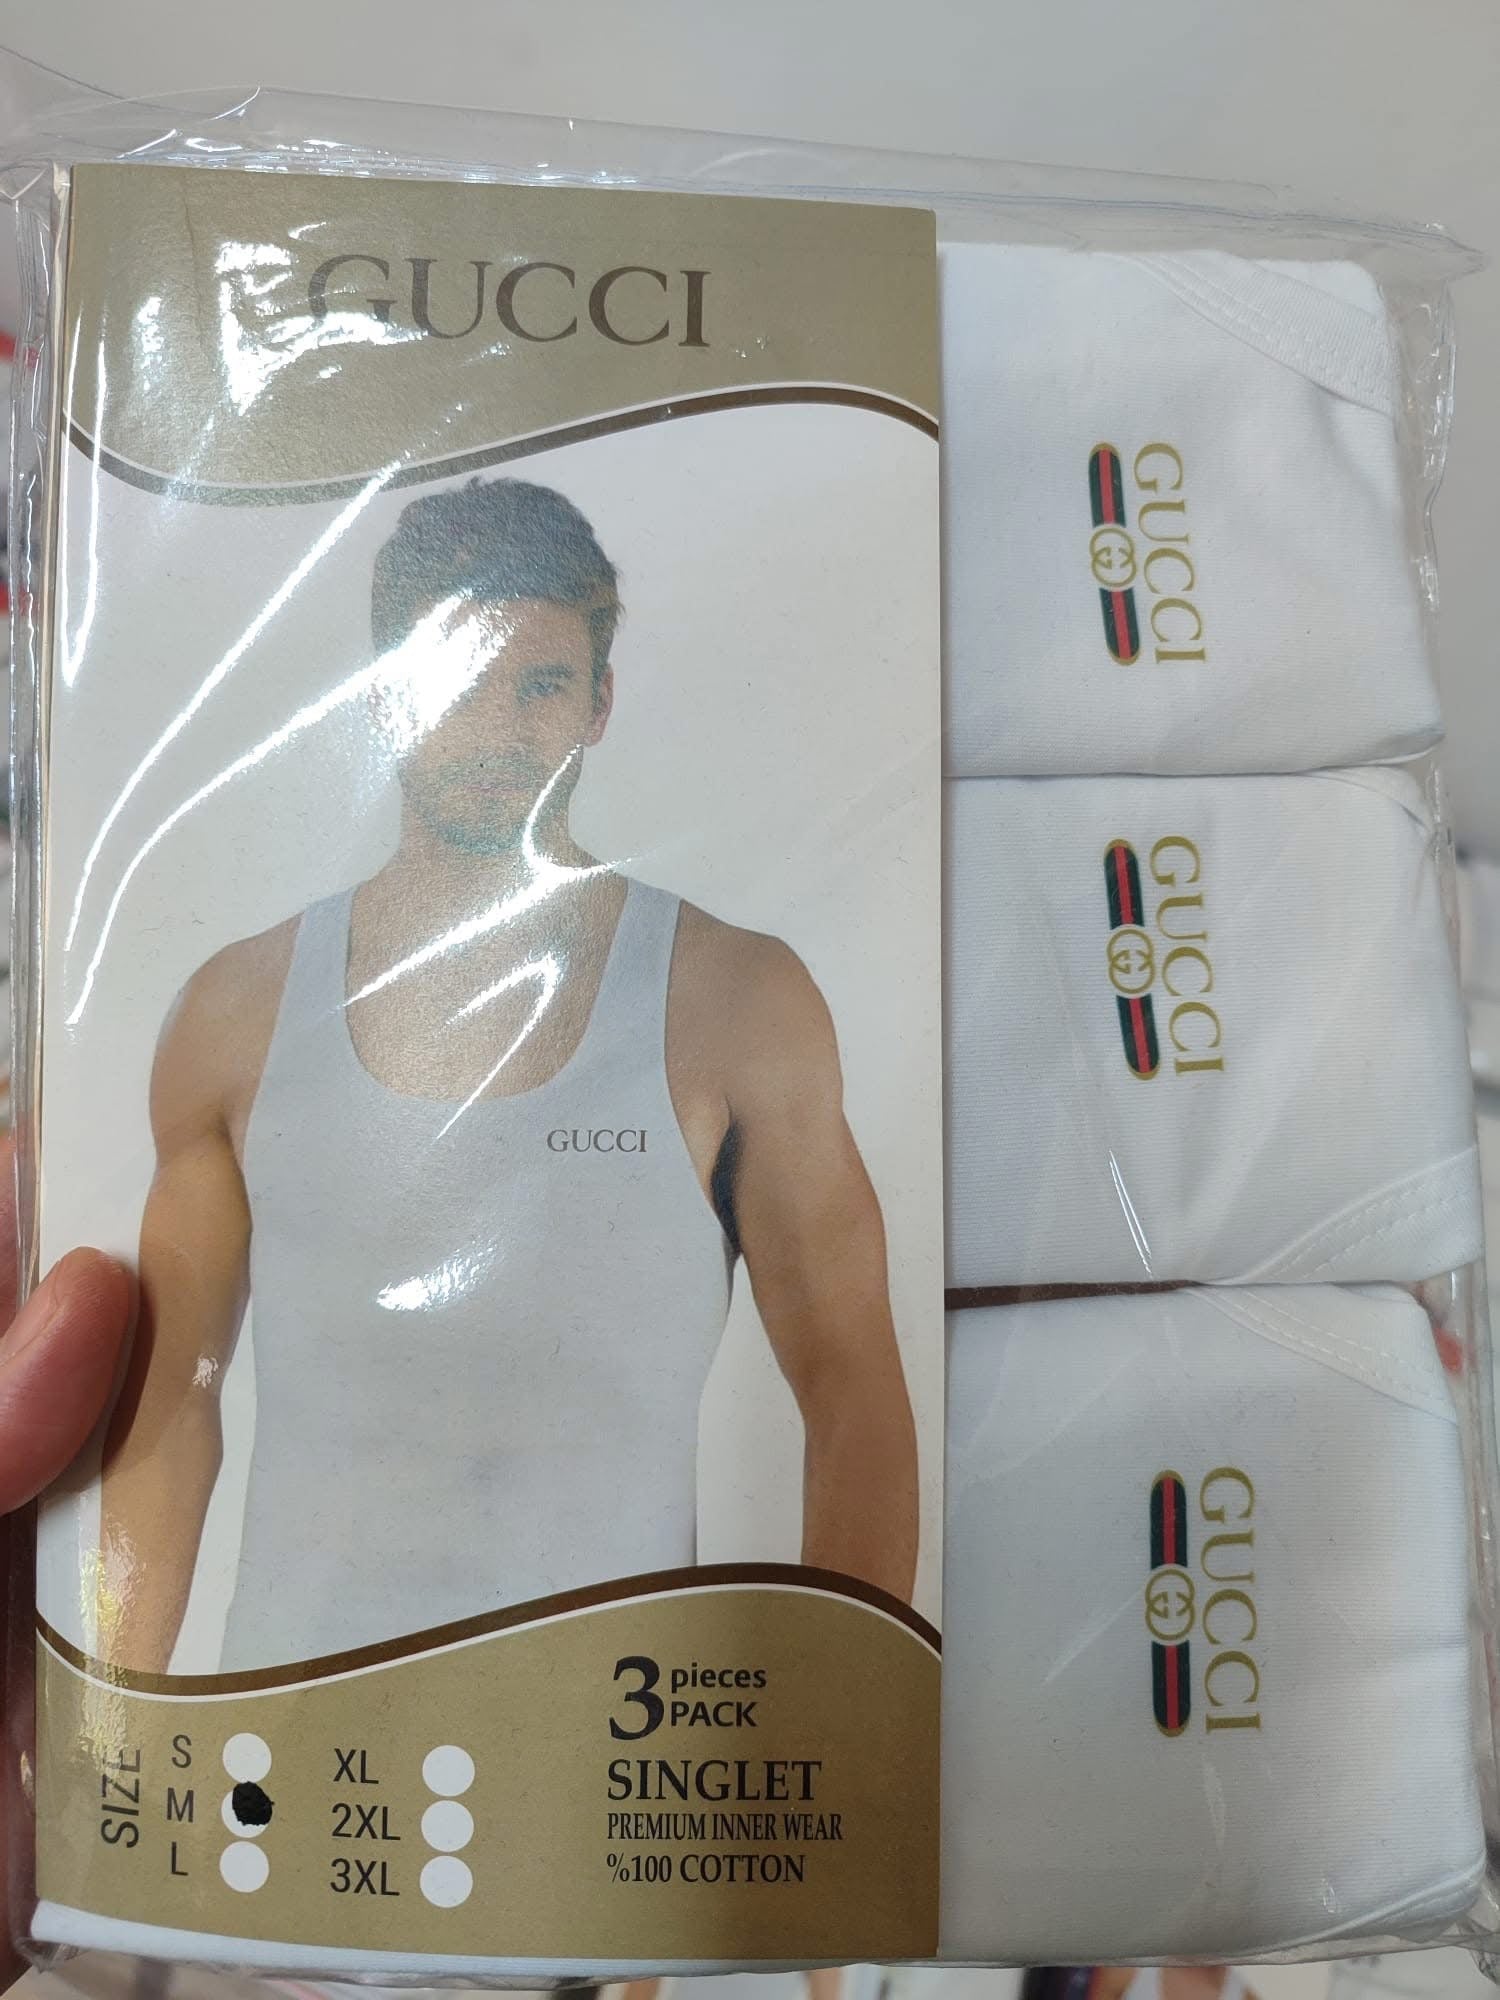 GUCCI
GUCCI
GUCCI
GUCCI
GUCCI
3 pieces
PACK
SINGLET
PREMIUM INNER WEAR
%100 COTTON
SIZE
S
M
L
XL
2XL
3XL